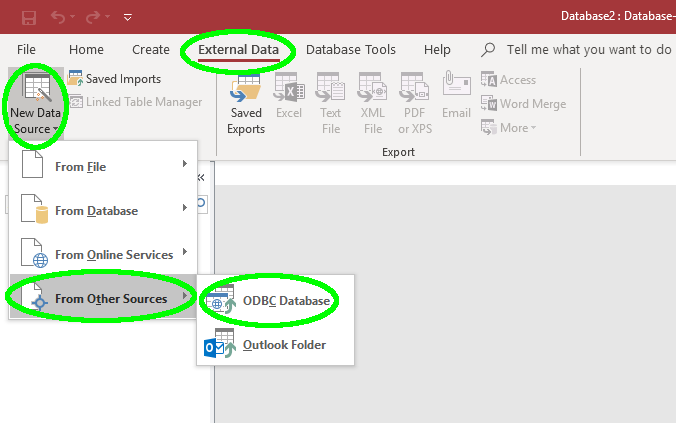 Database2 : Database-
File Home Create External Data Database Tools Help Tell me what you want to do
New Data Source
Saved Imports
Linked Table Manager
Saved Exports
Excel
Text File
XML File
PDF or XPS
Email
Access
Word Merge
More
Export
From File
From Database
From Online Services
From Other Sources
ODBC Database
Outlook Folder